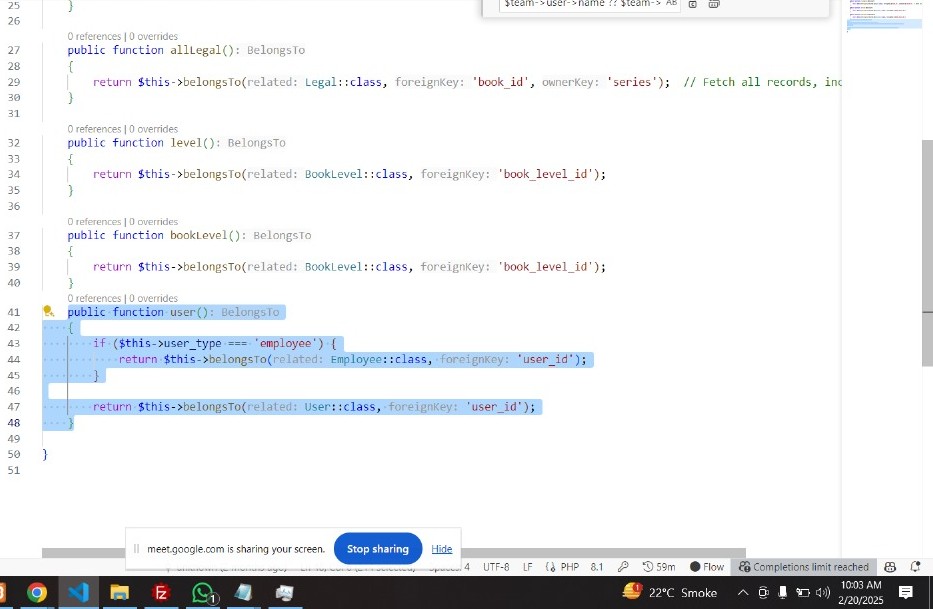 $team->user->name ?? $team-> AB
25 }
26
0 references | 0 overrides
27 public function allLegal(): BelongsTo
28 {
29 return $this->belongsTo(related: Legal::class, foreignKey: 'book_id', ownerKey: 'series'); // Fetch all records, inc
30 }
31
0 references | 0 overrides
32 public function level(): BelongsTo
33 {
34 return $this->belongsTo(related: BookLevel::class, foreignKey: 'book_level_id');
35 }
36
0 references | 0 overrides
37 public function bookLevel(): BelongsTo
38 {
39 return $this->belongsTo(related: BookLevel::class, foreignKey: 'book_level_id');
40 }
0 references | 0 overrides
41 public function user(): BelongsTo
42 {
43 if ($this->user_type === 'employee') {
44 return $this->belongsTo(related: Employee::class, foreignKey: 'user_id');
45 }
46
47 return $this->belongsTo(related: User::class, foreignKey: 'user_id');
48 }
49
50 }
51
meet.google.com is sharing your screen. Stop sharing Hide
4 UTF-8 LF PHP 8.1 59m Flow Completions limit reached
1 22°C Smoke 10:03 AM
2/20/2025